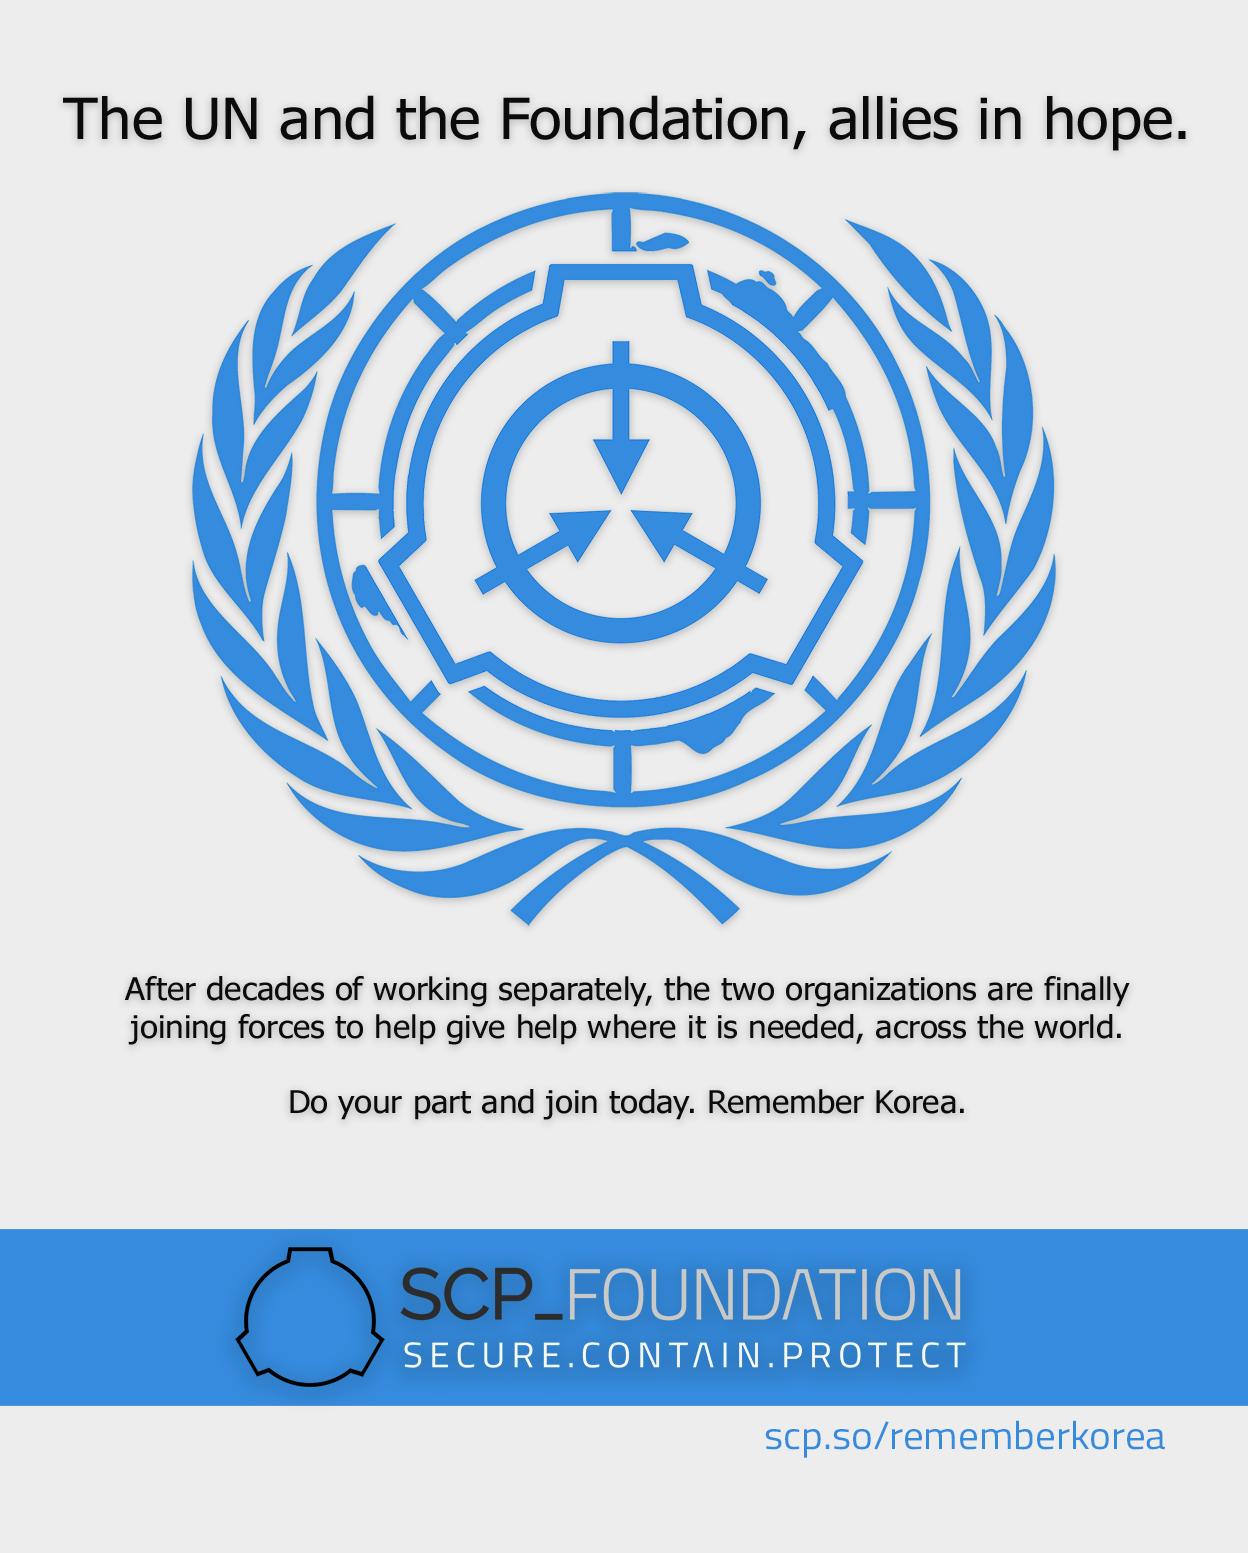 The UN and the Foundation, allies in hope.
After decades of working separately, the two organizations are finally
joining forces to help give help where it is needed, across the world.
Do your part and join today. Remember Korea.
SCP_FOUNDATION
SECURE.CONTAIN.PROTECT
scp.so/rememberkorea